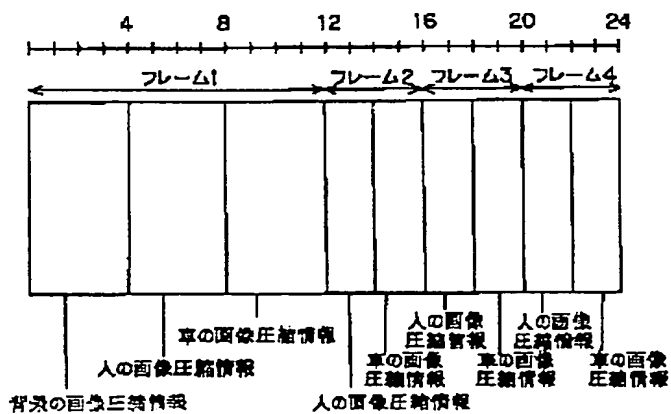 4 8 12 16 20 24
フレーム1 フレーム2 フレーム3 フレーム4
車の画像圧縮情報
人の画像圧縮情報
背景の画像圧縮情報
人の画像圧縮情報
車の画像
圧縮情報
人の画像
圧縮情報
車の画像
圧縮情報
人の画像
圧縮情報
車の画像
圧縮情報